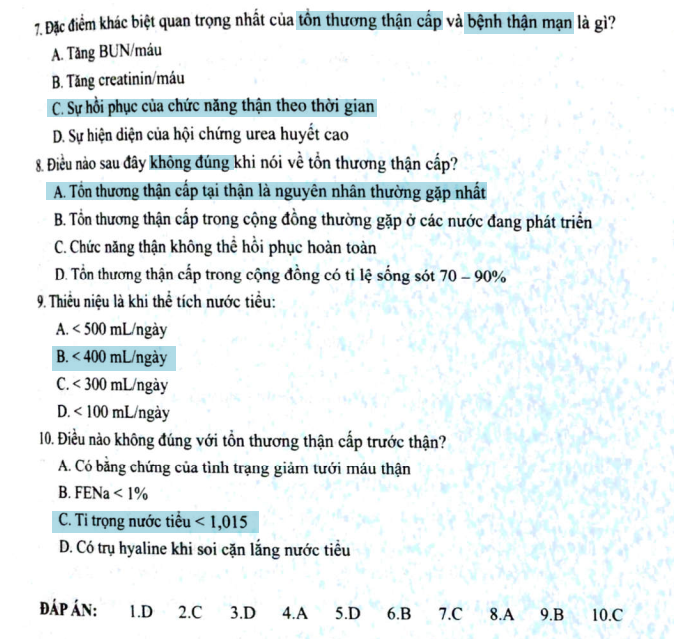 7. Đặc điểm khác biệt quan trọng nhất của tổn thương thận cấp và bệnh thận mạn là gì?
A. Tăng BUN/máu
B. Tăng creatinin/máu
C. Sự hồi phục của chức năng thận theo thời gian
D. Sự hiện diện của hội chứng urea huyết cao
8. Điều nào sau đây không đúng khi nói về tổn thương thận cấp?
A. Tổn thương thận cấp tại thận là nguyên nhân thường gặp nhất
B. Tổn thương thận cấp trong cộng đồng thường gặp ở các nước đang phát triển
C. Chức năng thận không thể hồi phục hoàn toàn
D. Tổn thương thận cấp trong cộng đồng có tỉ lệ sống sót 70 – 90%
9. Thiểu niệu là khi thể tích nước tiểu:
A. < 500 mL/ngày
B. < 400 mL/ngày
C. < 300 mL/ngày
D. < 100 mL/ngày
10. Điều nào không đúng với tổn thương thận cấp trước thận?
A. Có bằng chứng của tình trạng giảm tưới máu thận
B. FENa < 1%
C. Tỉ trọng nước tiểu < 1,015
D. Có trụ hyaline khi soi cặn lắng nước tiểu
ĐÁP ÁN: 1.D 2.C 3.D 4.A 5.D 6.B 7.C 8.A 9.B 10.C